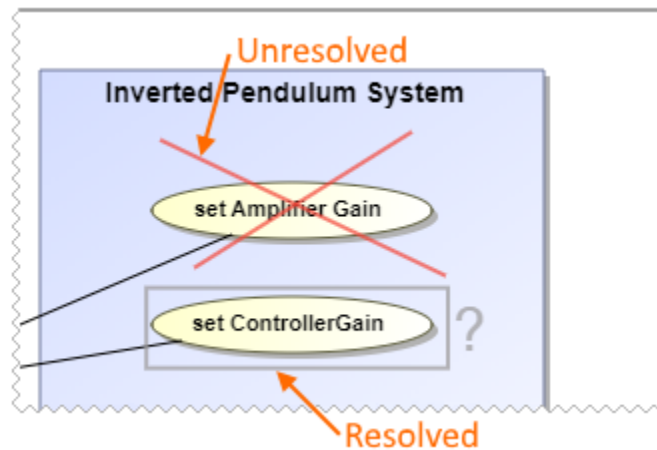 Unresolved
Inverted Pendulum System
set Amplifier Gain
set ControllerGain
?
Resolved